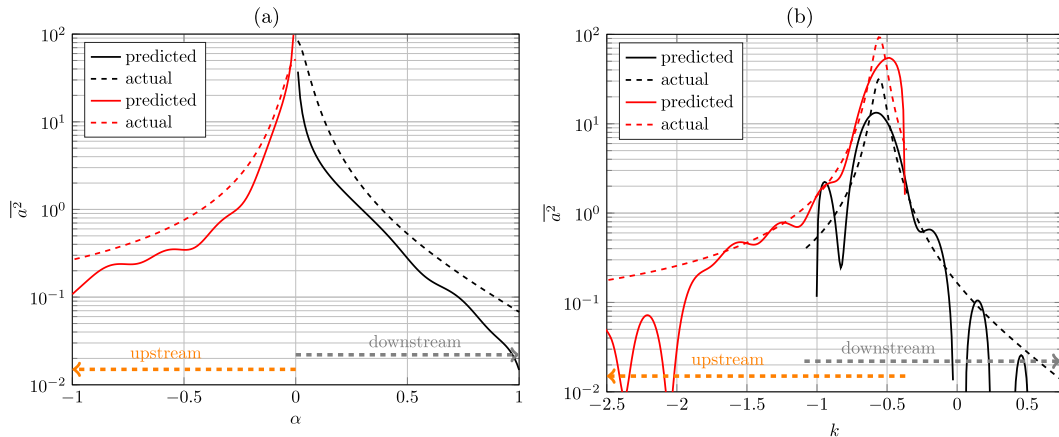 (a)
10^2
10^1
10^0
10^{-1}
10^{-2}
\overline{a^2}
predicted
actual
predicted
actual
upstream
downstream
−1
−0.5
0
0.5
1
α
(b)
10^2
10^1
10^0
10^{-1}
10^{-2}
\overline{a^2}
predicted
actual
predicted
actual
downstream
upstream
−2.5
−2
−1.5
−1
−0.5
0
0.5
k